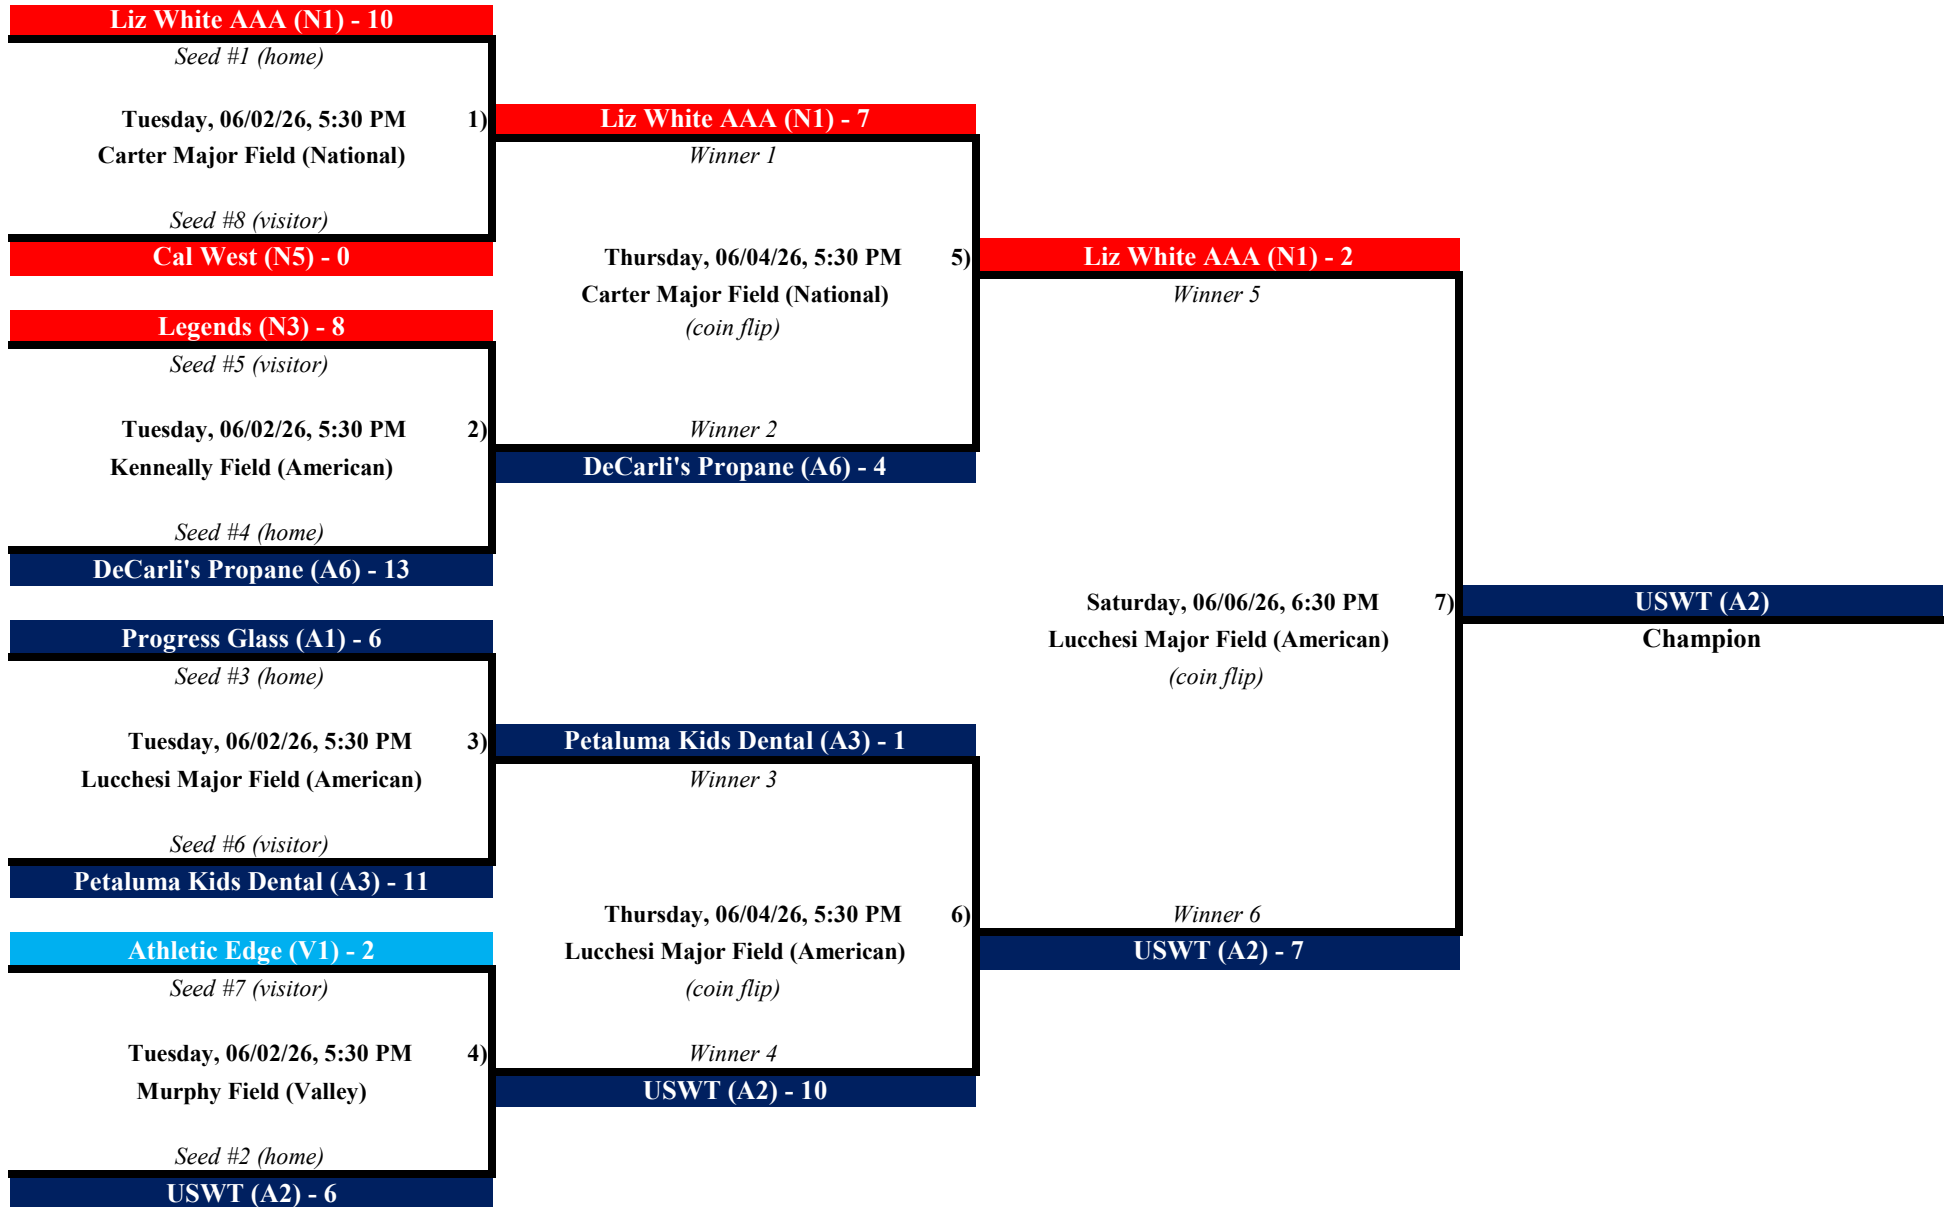 Liz White AAA (N1) - 10
Seed #1 (home)
Tuesday, 06/02/26, 5:30 PM 1)
Carter Major Field (National)
Seed #8 (visitor)
Cal West (N5) - 0
Legends (N3) - 8
Seed #5 (visitor)
Tuesday, 06/02/26, 5:30 PM 2)
Kenneally Field (American)
Seed #4 (home)
DeCarli's Propane (A6) - 13
Progress Glass (A1) - 6
Seed #3 (home)
Tuesday, 06/02/26, 5:30 PM 3)
Lucchesi Major Field (American)
Seed #6 (visitor)
Petaluma Kids Dental (A3) - 11
Athletic Edge (V1) - 2
Seed #7 (visitor)
Tuesday, 06/02/26, 5:30 PM 4)
Murphy Field (Valley)
Seed #2 (home)
USWT (A2) - 6
Liz White AAA (N1) - 7
Winner 1
Thursday, 06/04/26, 5:30 PM 5)
Carter Major Field (National)
(coin flip)
Winner 2
DeCarli's Propane (A6) - 4
Petaluma Kids Dental (A3) - 1
Winner 3
Thursday, 06/04/26, 5:30 PM 6)
Lucchesi Major Field (American)
(coin flip)
Winner 4
USWT (A2) - 10
Liz White AAA (N1) - 2
Winner 5
Saturday, 06/06/26, 6:30 PM 7)
Lucchesi Major Field (American)
(coin flip)
Winner 6
USWT (A2) - 7
USWT (A2)
Champion